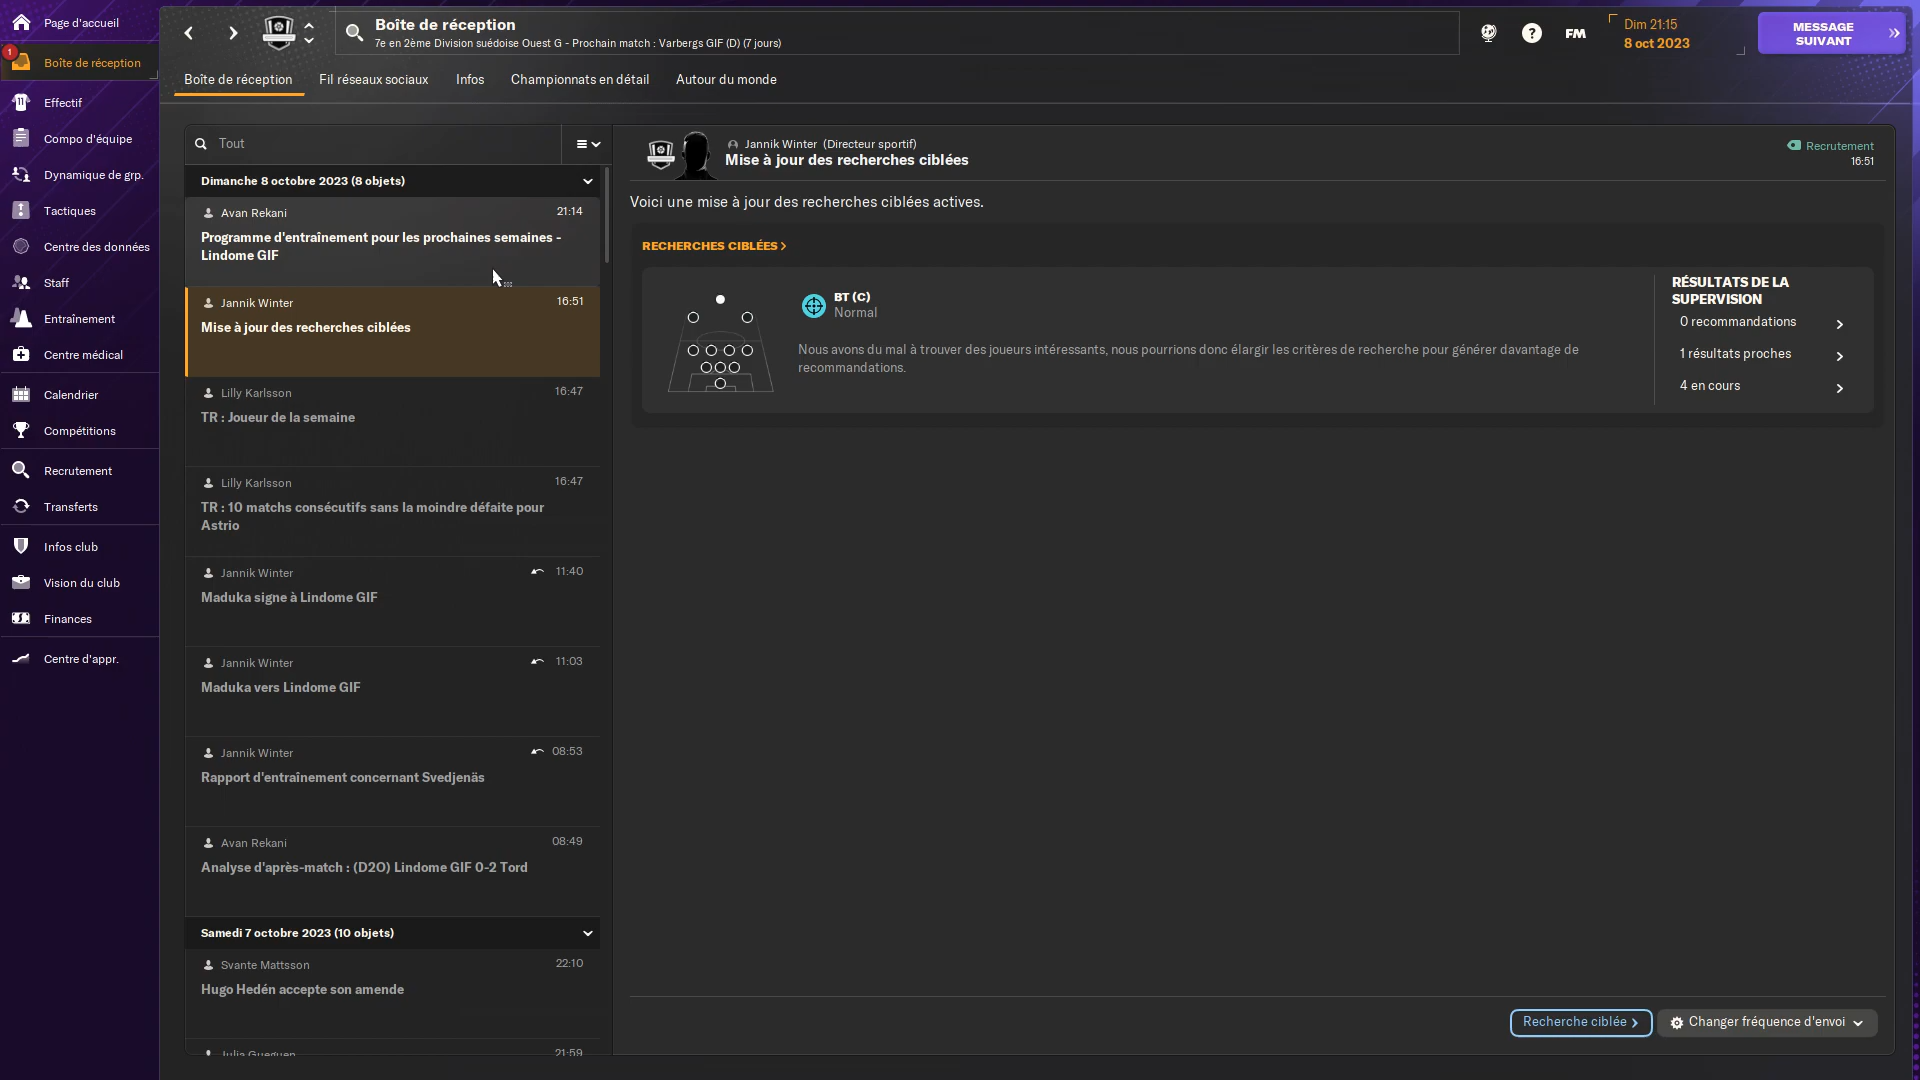 Page d'accueil
1
Boîte de réception
Effectif
Compo d'équipe
Dynamique de grp.
Tactiques
Centre des données
Staff
Entraînement
Centre médical
Calendrier
Compétitions
Recrutement
Transferts
Infos club
Vision du club
Finances
Centre d'appr.
Boîte de réception
7e en 2ème Division suédoise Ouest G - Prochain match : Varbergs GIF (D) (7 jours)
FM
Dim 21:15
8 oct 2023
MESSAGE
SUIVANT
Boîte de réception
Fil réseaux sociaux
Infos
Championnats en détail
Autour du monde
Tout
Dimanche 8 octobre 2023 (8 objets)
Avan Rekani 21:14
Programme d'entraînement pour les prochaines semaines -
Lindome GIF
Jannik Winter 16:51
Mise à jour des recherches ciblées
Lilly Karlsson 16:47
TR : Joueur de la semaine
Lilly Karlsson 16:47
TR : 10 matchs consécutifs sans la moindre défaite pour
Astrio
Jannik Winter 11:40
Maduka signe à Lindome GIF
Jannik Winter 11:03
Maduka vers Lindome GIF
Jannik Winter 08:53
Rapport d'entraînement concernant Svedjenäs
Avan Rekani 08:49
Analyse d'après-match : (D2O) Lindome GIF 0-2 Tord
Samedi 7 octobre 2023 (10 objets)
Svante Mattsson 22:10
Hugo Hedén accepte son amende
Julia Gueguen 21:59
Jannik Winter (Directeur sportif)
Mise à jour des recherches ciblées
Recrutement
16:51
Voici une mise à jour des recherches ciblées actives.
RECHERCHES CIBLÉES >
BT (C)
Normal
Nous avons du mal à trouver des joueurs intéressants, nous pourrions donc élargir les critères de recherche pour générer davantage de
recommandations.
RÉSULTATS DE LA
SUPERVISION
0 recommandations
1 résultats proches
4 en cours
Recherche ciblée >
Changer fréquence d'envoi